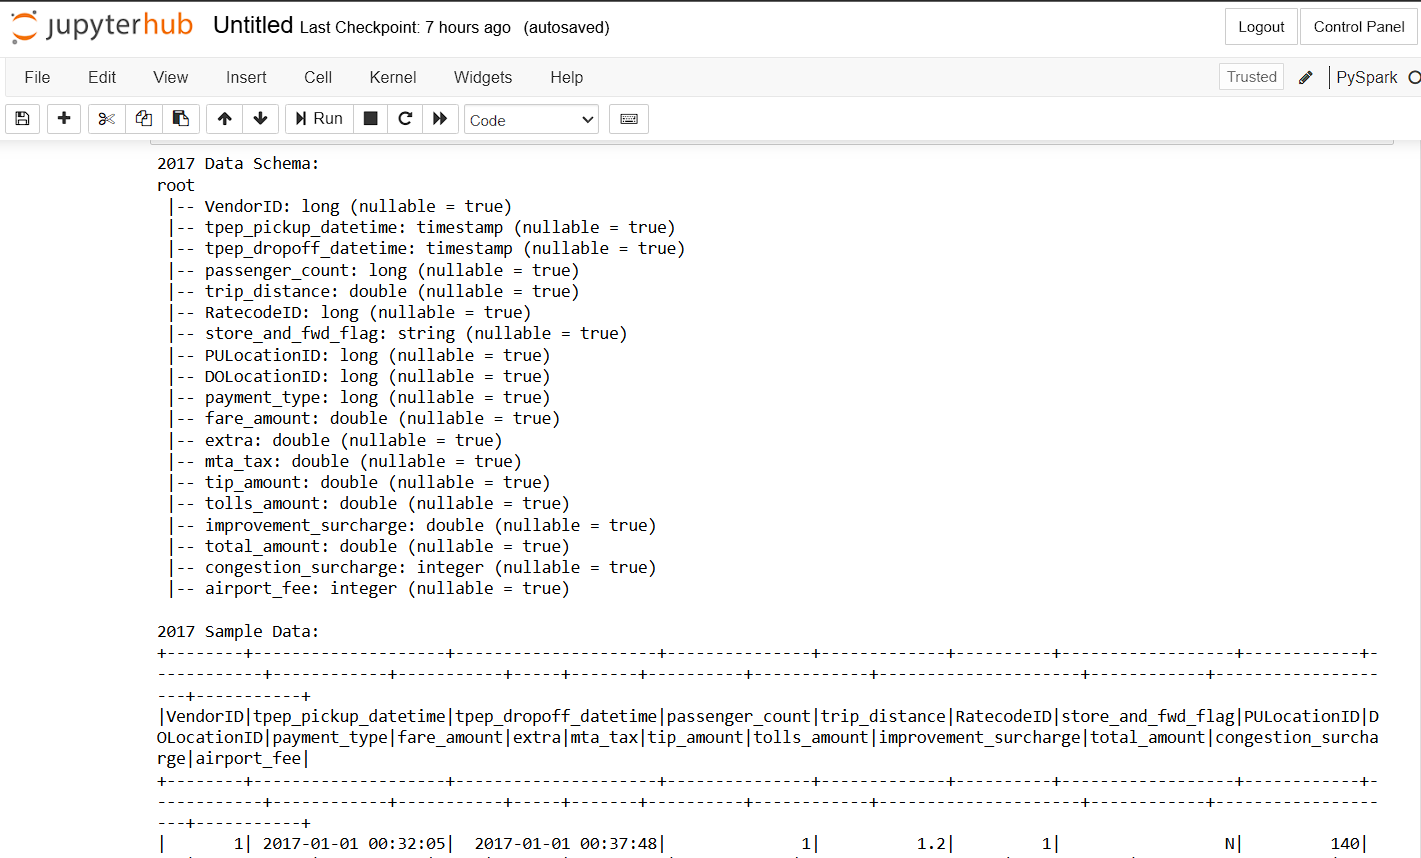 jupyterhub Untitled Last Checkpoint: 7 hours ago (autosaved) Logout Control Panel
File Edit View Insert Cell Kernel Widgets Help Trusted PySpark
Run Code
2017 Data Schema:
root
 |-- VendorID: long (nullable = true)
 |-- tpep_pickup_datetime: timestamp (nullable = true)
 |-- tpep_dropoff_datetime: timestamp (nullable = true)
 |-- passenger_count: long (nullable = true)
 |-- trip_distance: double (nullable = true)
 |-- RatecodeID: long (nullable = true)
 |-- store_and_fwd_flag: string (nullable = true)
 |-- PULocationID: long (nullable = true)
 |-- DOLocationID: long (nullable = true)
 |-- payment_type: long (nullable = true)
 |-- fare_amount: double (nullable = true)
 |-- extra: double (nullable = true)
 |-- mta_tax: double (nullable = true)
 |-- tip_amount: double (nullable = true)
 |-- tolls_amount: double (nullable = true)
 |-- improvement_surcharge: double (nullable = true)
 |-- total_amount: double (nullable = true)
 |-- congestion_surcharge: integer (nullable = true)
 |-- airport_fee: integer (nullable = true)
2017 Sample Data:
+--------+--------------------+---------------------+---------------+-------------+----------+------------------+------------+-
-----------+------------+-----------+-----+-------+----------+------------+---------------------+------------+-----------------
---+-----------+
|VendorID|tpep_pickup_datetime|tpep_dropoff_datetime|passenger_count|trip_distance|RatecodeID|store_and_fwd_flag|PULocationID|D
OLocationID|payment_type|fare_amount|extra|mta_tax|tip_amount|tolls_amount|improvement_surcharge|total_amount|congestion_surcha
rge|airport_fee|
+--------+--------------------+---------------------+---------------+-------------+----------+------------------+------------+-
-----------+------------+-----------+-----+-------+----------+------------+---------------------+------------+-----------------
---+-----------+
|       1| 2017-01-01 00:32:05|  2017-01-01 00:37:48|              1|          1.2|         1|                 N|         140|